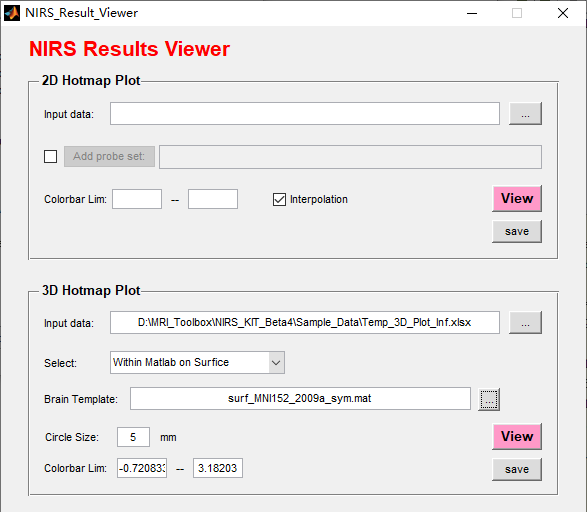 NIRS_Result_Viewer
NIRS Results Viewer
2D Hotmap Plot
Input data: ...
Add probe set:
Colorbar Lim: -- Interpolation View
save
3D Hotmap Plot
Input data: D:\MRI_Toolbox\NIRS_KIT_Beta4\Sample_Data\Temp_3D_Plot_Inf.xlsx ...
Select: Within Matlab on Surfice
Brain Template: surf_MNI152_2009a_sym.mat ...
Circle Size: 5 mm View
Colorbar Lim: -0.720833 -- 3.18203 save